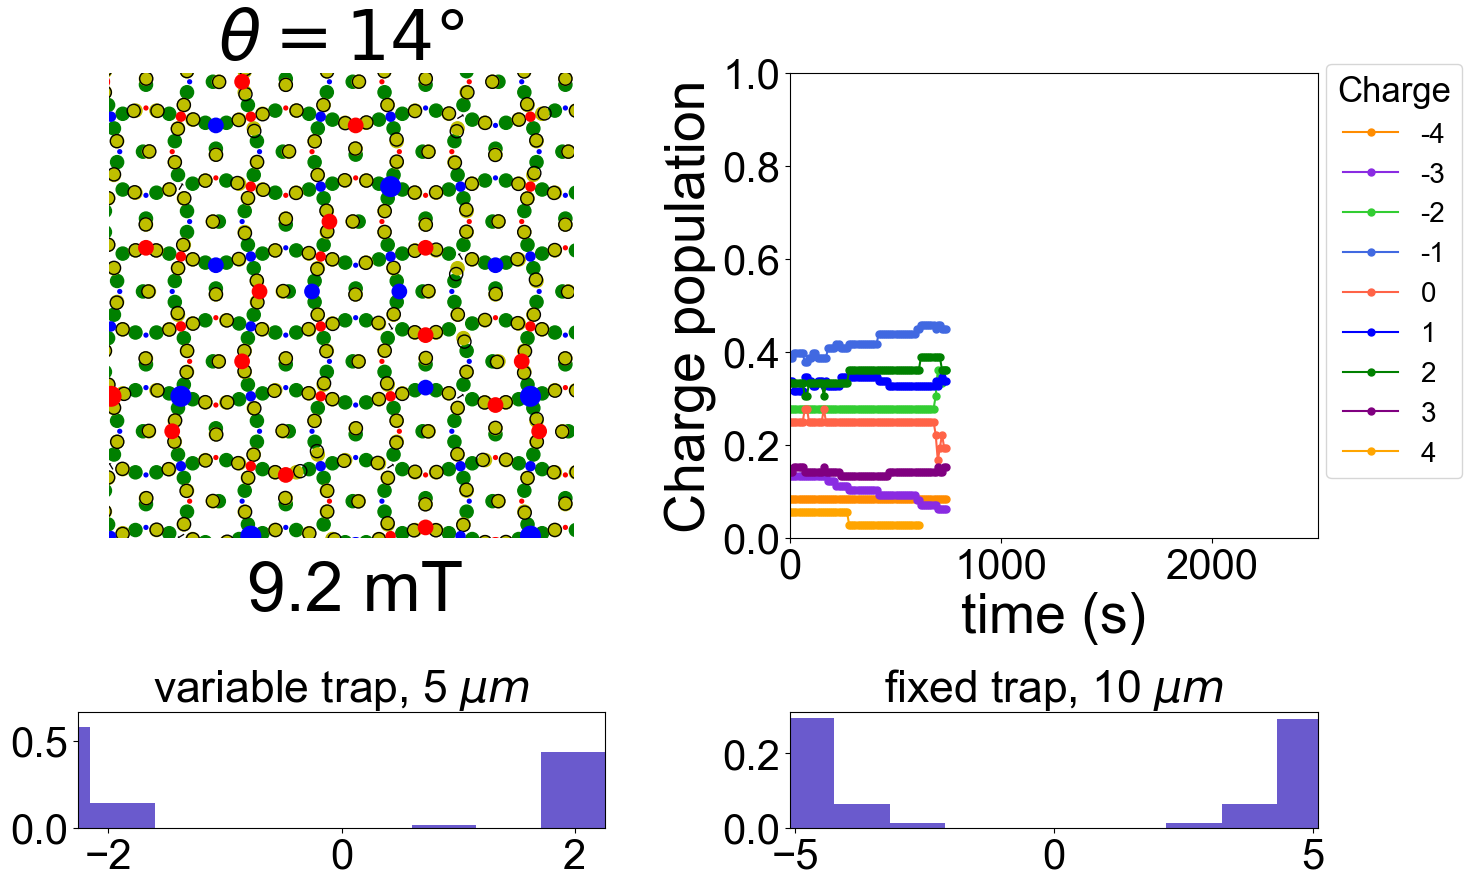 θ = 14°
9.2 mT
1.0
0.8
0.6
0.4
0.2
0.0
Charge population
0 1000 2000
time (s)
Charge
-4
-3
-2
-1
0
1
2
3
4
variable trap, 5 μm
0.5
0.0
−2 0 2
fixed trap, 10 μm
0.2
0.0
−5 0 5